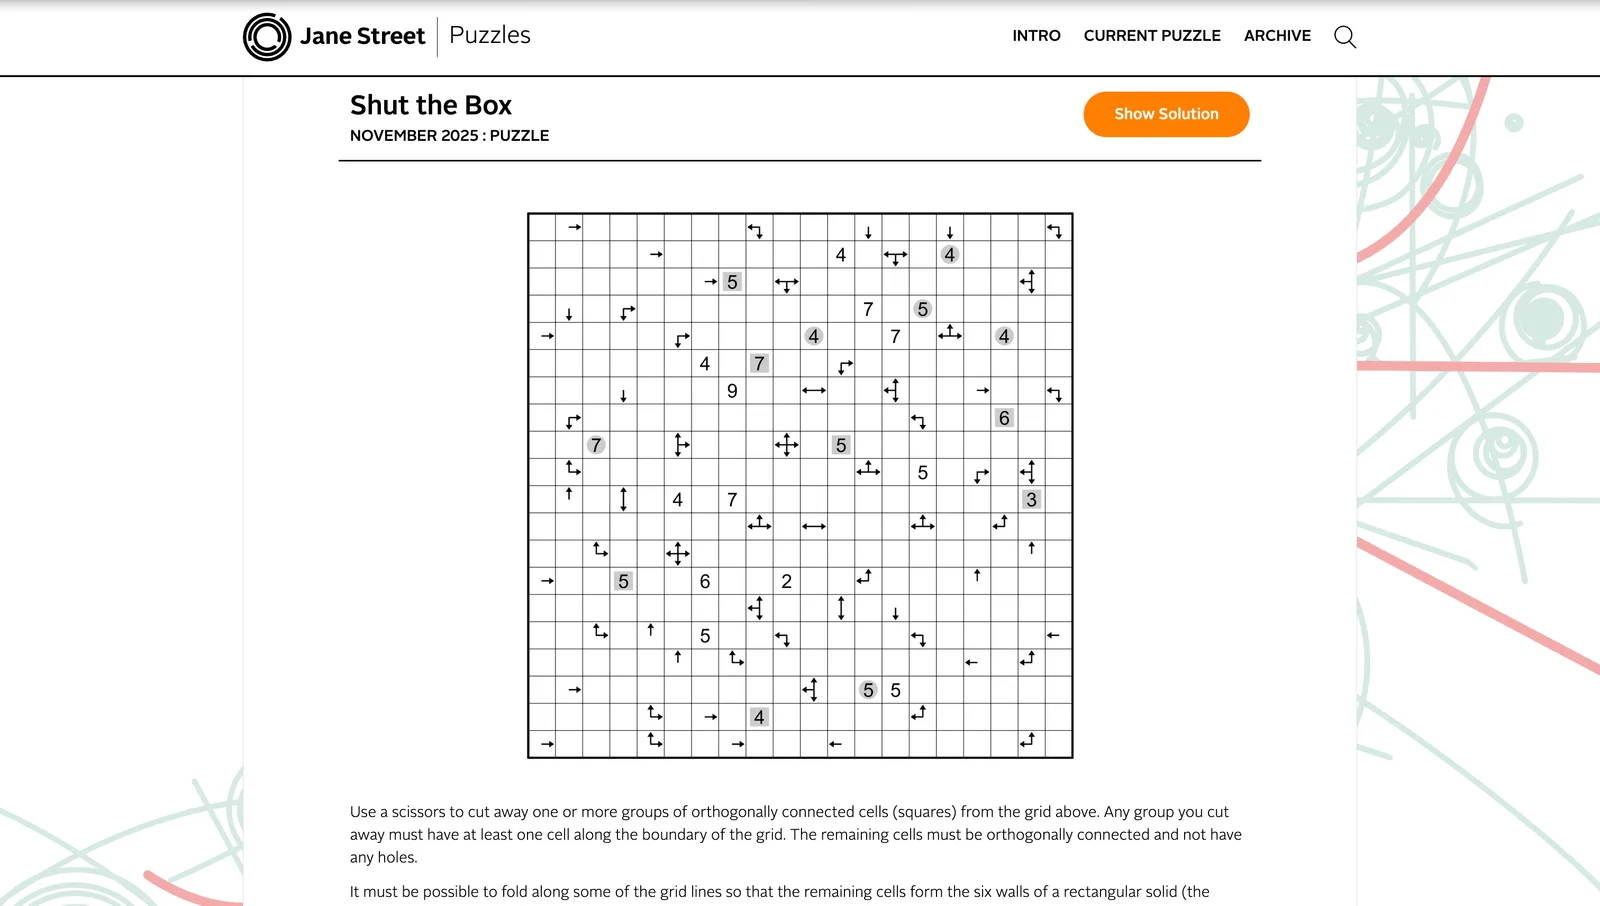 Jane Street | Puzzles
INTRO CURRENT PUZZLE ARCHIVE
Shut the Box
Show Solution
NOVEMBER 2025 : PUZZLE
→ ↓ ↓
→ 4 4
→ 5
↓ 7 5
→ 4 7 4
4 7
↓ 9 ↔ →
6
7 5
5
↑ ↕ 4 7 3
↔
↑
→ 5 6 2 ↑
↕ ↓
↑ 5 ←
↑ ←
→ 5 5
→ 4
→ → ←
Use a scissors to cut away one or more groups of orthogonally connected cells (squares) from the grid above. Any group you cut
away must have at least one cell along the boundary of the grid. The remaining cells must be orthogonally connected and not have
any holes.
It must be possible to fold along some of the grid lines so that the remaining cells form the six walls of a rectangular solid (the